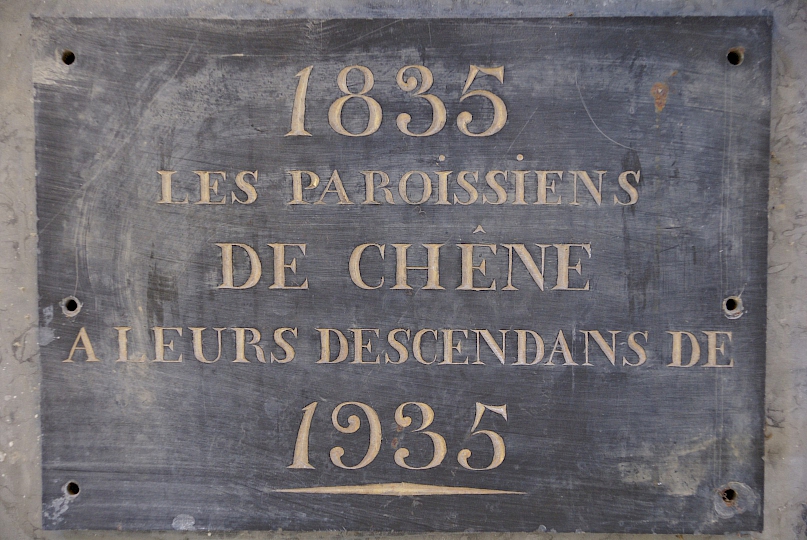 1835
LES PAROiSSiENS
DE CHÊNE
A LEURS DESCENDANS DE
1935